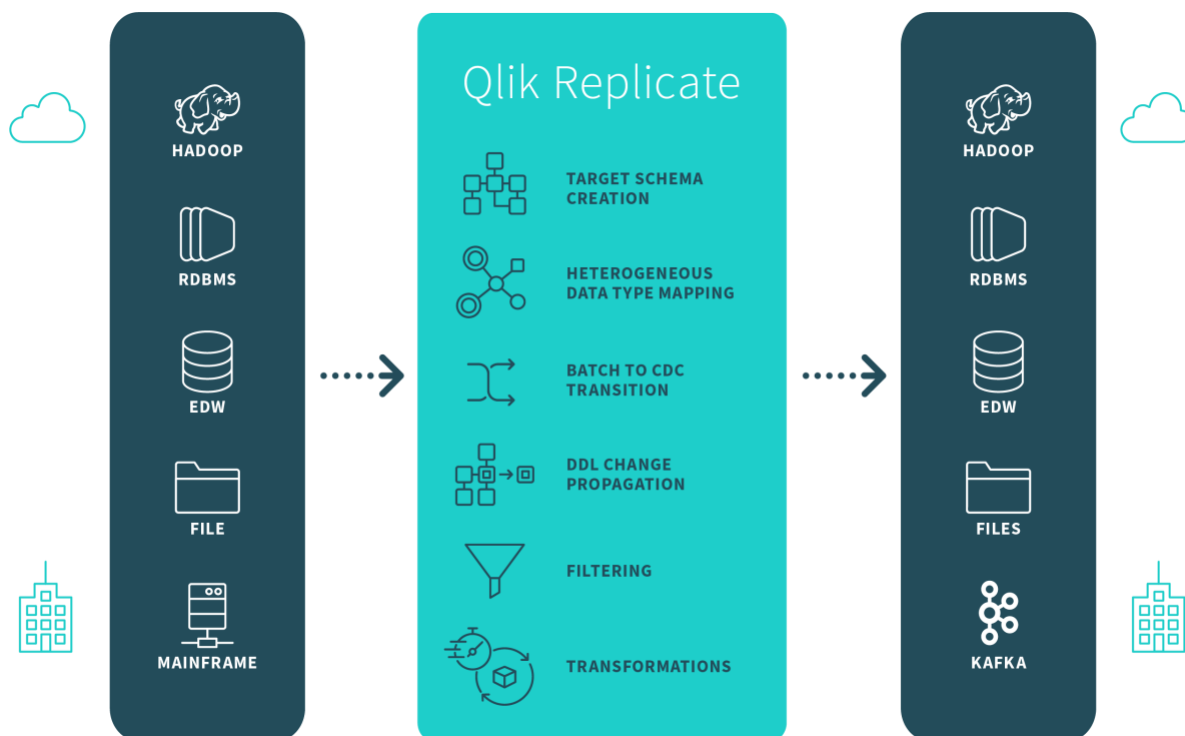 HADOOP
RDBMS
EDW
FILE
MAINFRAME
Qlik Replicate
TARGET SCHEMA
CREATION
HETEROGENEOUS
DATA TYPE MAPPING
BATCH TO CDC
TRANSITION
DDL CHANGE
PROPAGATION
FILTERING
TRANSFORMATIONS
HADOOP
RDBMS
EDW
FILES
KAFKA